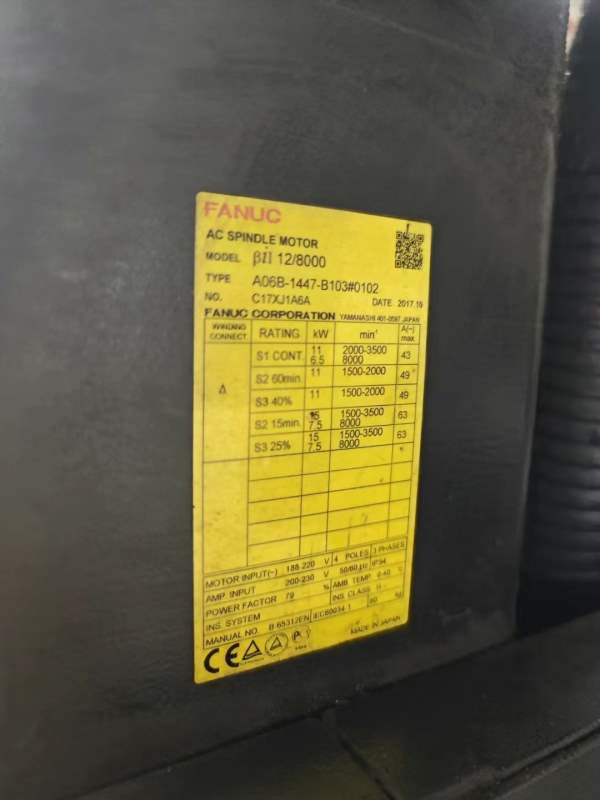 FANUC
AC SPINDLE MOTOR
MODEL βiI 12/8000
TYPE A06B-1447-B103#0102
NO. C17XJ1A6A DATE 2017.10
FANUC CORPORATION YAMANASHI 401-0597 JAPAN
WINDING CONNECT RATING kW min⁻¹ A(~) max.
Δ
S1 CONT. 11 2000-3500 43
6.5 8000
S2 60min. 11 1500-2000 49
S3 40% 11 1500-2000 49
S2 15min. 15 1500-3500 63
7.5 8000
S3 25% 15 1500-3500 63
7.5 8000
MOTOR INPUT(~) 188-220 V 4 POLES 3 PHASES
AMP. INPUT 200-230 V 50/60 Hz IP54
POWER FACTOR 79 % AMB. TEMP. 0-40 ℃
INS. SYSTEM INS. CLASS H
MANUAL NO. B-65312EN IEC60034-1 kg
CE MADE IN JAPAN